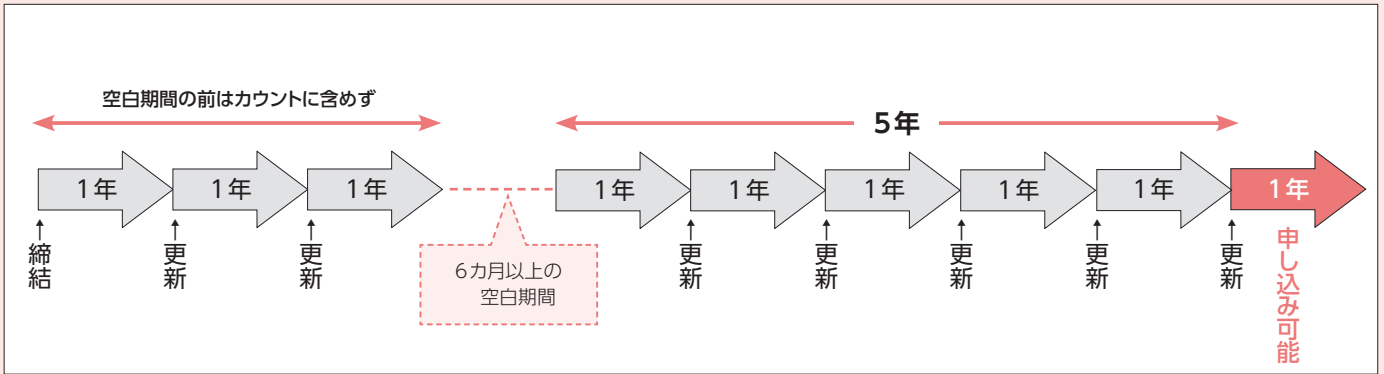 空白期間の前はカウントに含めず
5年
1年
1年
1年
1年
1年
1年
1年
1年
1年
↑締結
↑更新
↑更新
6カ月以上の
空白期間
↑更新
↑更新
↑更新
↑更新
↑更新
申し込み可能